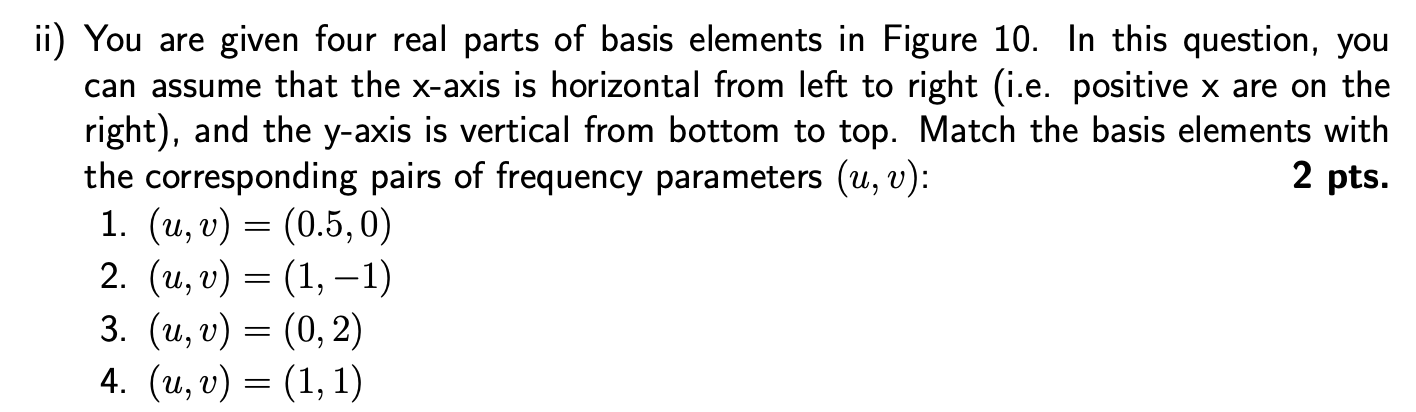 ii) You are given four real parts of basis elements in Figure 10. In this question, you
can assume that the x-axis is horizontal from left to right (i.e. positive x are on the
right), and the y-axis is vertical from bottom to top. Match the basis elements with
the corresponding pairs of frequency parameters (u, v): 2 pts.
1. (u, v) = (0.5, 0)
2. (u, v) = (1, −1)
3. (u, v) = (0, 2)
4. (u, v) = (1, 1)